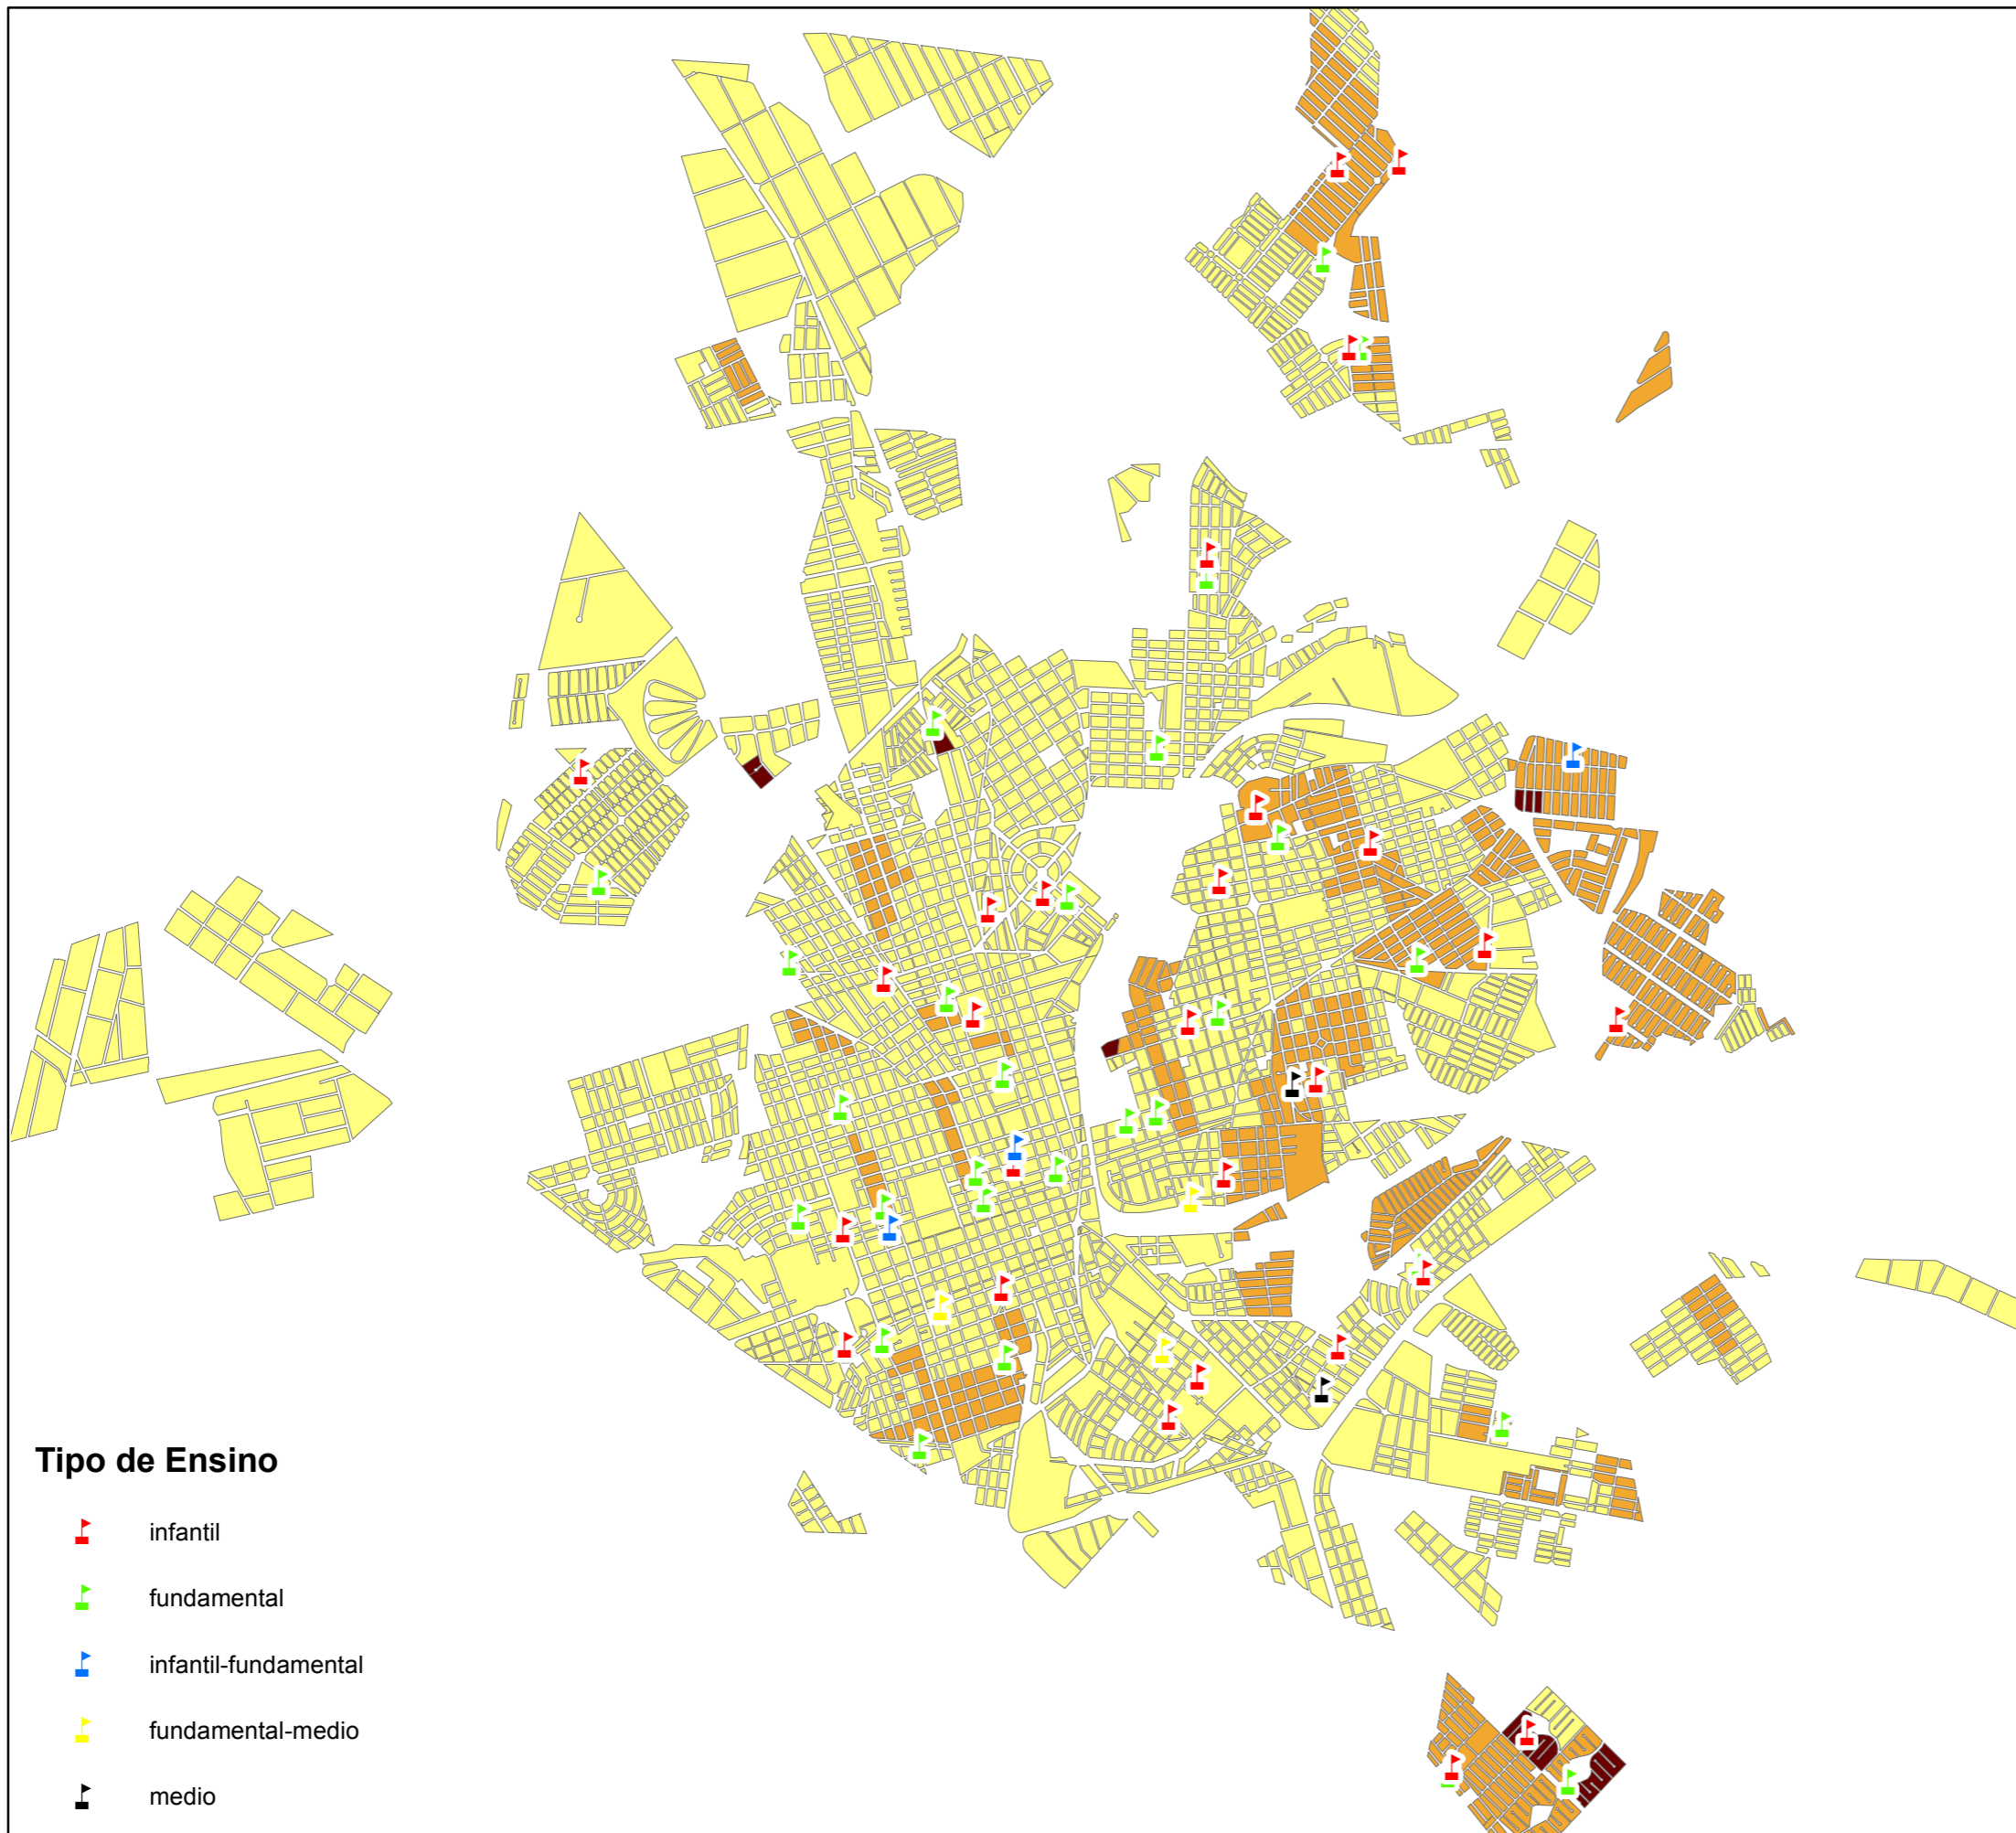 Tipo de Ensino
infantil
fundamental
infantil-fundamental
fundamental-medio
medio